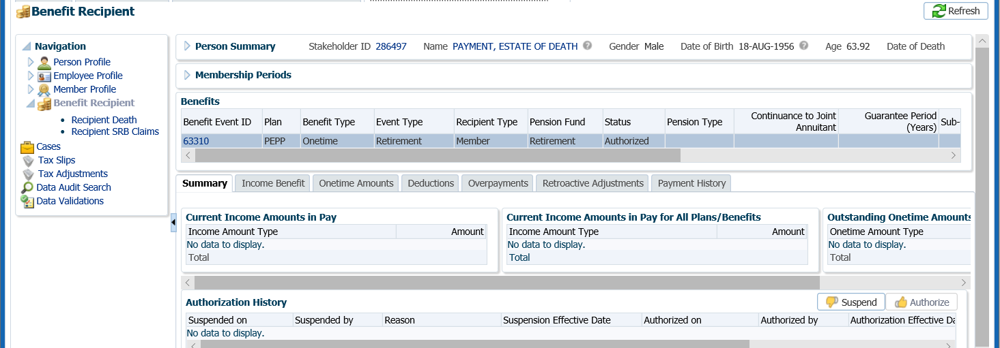 Benefit Recipient
Refresh
Navigation
Person Profile
Employee Profile
Member Profile
Benefit Recipient
Recipient Death
Recipient SRB Claims
Cases
Tax Slips
Tax Adjustments
Data Audit Search
Data Validations
Person Summary Stakeholder ID 286497 Name PAYMENT, ESTATE OF DEATH Gender Male Date of Birth 18-AUG-1956 Age 63.92 Date of Death
Membership Periods
Benefits
Benefit Event ID Plan Benefit Type Event Type Recipient Type Pension Fund Status Pension Type Continuance to Joint Annuitant Guarantee Period (Years) Sub-
63310 PEPP Onetime Retirement Member Retirement Authorized
Summary Income Benefit Onetime Amounts Deductions Overpayments Retroactive Adjustments Payment History
Current Income Amounts in Pay
Income Amount Type Amount
No data to display.
Total
Current Income Amounts in Pay for All Plans/Benefits
Income Amount Type Amount
No data to display.
Total
Outstanding Onetime Amounts
Onetime Amount Type
No data to display.
Total
Authorization History
Suspend Authorize
Suspended on Suspended by Reason Suspension Effective Date Authorized on Authorized by Authorization Effective Da
No data to display.